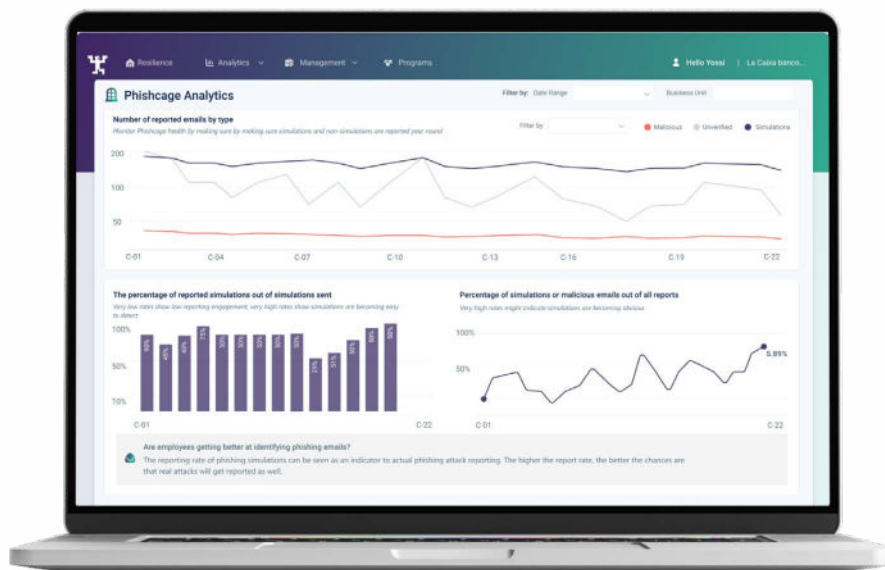 Resilience
Analytics
Management
Programs
Hello Yossi | La Caixa banco...
Phishcage Analytics
Filter by: Date Range
Business Unit
Number of reported emails by type
Monitor Phishcage health by making sure by making sure simulations and non-simulations are reported year round
Filter by
Malicious
Unverified
Simulations
200
100
50
C-01 C-04 C-07 C-10 C-13 C-16 C-19 C-22
The percentage of reported simulations out of simulations sent
Very low rates show low reporting engagement, very high rates show simulations are becoming easy
to detect
100%
50%
10%
C-01 C-22
Percentage of simulations or malicious emails out of all reports
Very high rates might indicate simulations are becoming obvious
100%
50%
5.89%
C-01 C-22
Are employees getting better at identifying phishing emails?
The reporting rate of phishing simulations can be seen as an indicator to actual phishing attack reporting. The higher the report rate, the better the chances are
that real attacks will get reported as well.